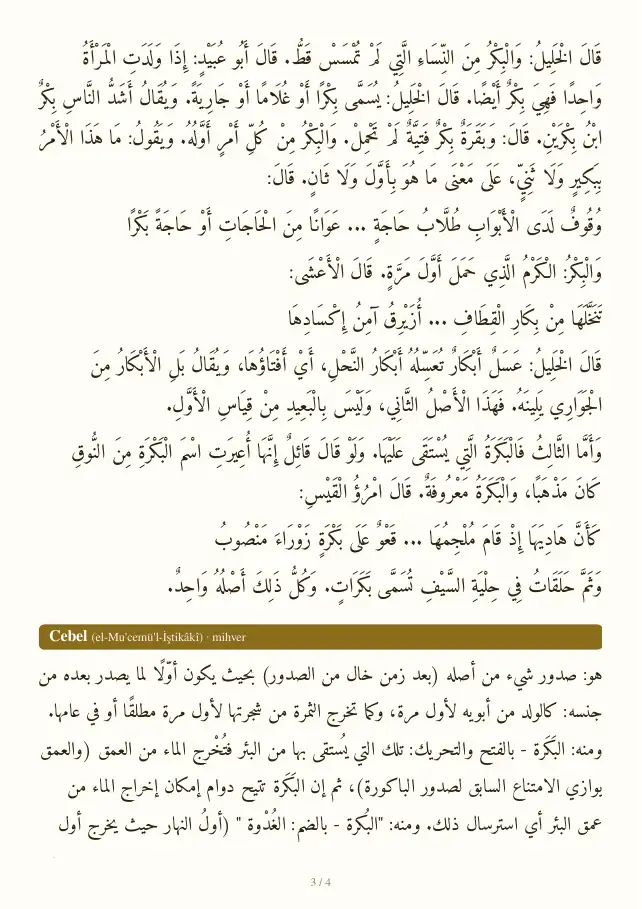 قَالَ الْخَلِيلُ: وَالْبِكْرُ مِنَ النِّسَاءِ الَّتِي لَمْ تُمْسَسْ قَطُّ. قَالَ أَبُو عُبَيْدٍ: إِذَا وَلَدَتِ الْمَرْأَةُ
وَاحِدًا فَهِيَ بِكْرٌ أَيْضًا. قَالَ الْخَلِيلُ: يُسَمَّى بِكْرًا أَوْ غُلَامًا أَوْ جَارِيَةً. وَيُقَالُ أَشَدُّ النَّاسِ بِكْرٌ
ابْنُ بِكْرَيْنِ. قَالَ: وَبَقَرَةٌ بِكْرٌ فَتِيَّةٌ لَمْ تَحْمِلْ. وَالْبِكْرُ مِنْ كُلِّ أَمْرٍ أَوَّلُهُ. وَيَقُولُ: مَا هَذَا الْأَمْرُ
بِبَكِيرٍ وَلَا ثَنِيٍّ، عَلَى مَعْنَى مَا هُوَ بِأَوَّلَ وَلَا ثَانٍ. قَالَ:
وُقُوفٌ لَدَى الْأَبْوَابِ طُلَّابُ حَاجَةٍ ... عَوَانًا مِنَ الْحَاجَاتِ أَوْ حَاجَةً بَكْرًا
وَالْبِكْرُ: الْكَرْمُ الَّذِي حَمَلَ أَوَّلَ مَرَّةٍ. قَالَ الْأَعْشَى:
تَنَخَّلَهَا مِنْ بِكَارِ الْقِطَافِ ... أُزَيْرِقُ آمِنُ إِكْسَادِهَا
قَالَ الْخَلِيلُ: عَسَلٌ أَبْكَارٌ تُعَسِّلُهُ أَبْكَارُ النَّحْلِ، أَيْ أَفْتَاؤُهَا، وَيُقَالُ بَلِ الْأَبْكَارُ مِنَ
الْجَوَارِي يَلِينَهُ. فَهَذَا الْأَصْلُ الثَّانِي، وَلَيْسَ بِالْبَعِيدِ مِنْ قِيَاسِ الْأَوَّلِ.
وَأَمَّا الثَّالِثُ فَالْبَكَرَةُ الَّتِي يُسْتَقَى عَلَيْهَا. وَلَوْ قَالَ قَائِلٌ إِنَّهَا أُعِيرَتِ اسْمَ الْبَكْرَةِ مِنَ النُّوقِ
كَانَ مَذْهَبًا، وَالْبَكَرَةُ مَعْرُوفَةٌ. قَالَ امْرُؤُ الْقَيْسِ:
كَأَنَّ هَادِيَهَا إِذْ قَامَ مُلْجِمُهَا ... قَعْوٌ عَلَى بَكْرَةٍ زَوْرَاءَ مَنْصُوبُ
وَثَمَّ حَلَقَاتٌ فِي حِلْيَةِ السَّيْفِ تُسَمَّى بَكَرَاتٍ. وَكُلُّ ذَلِكَ أَصْلُهُ وَاحِدٌ.
Cebel (el-Mu'cemü'l-İştikâkî) · mihver
هو: صدور شيء من أصله (بعد زمن خال من الصدور) بحيث يكون أوّلًا لما يصدر بعده من
جنسه: كالولد من أبويه لأول مرة، وكما تخرج الثمرة من شجرتها لأول مرة مطلقًا أو في عامها.
ومنه: البَكَرة - بالفتح والتحريك: تلك التي يُستقى بها من البئر فتُخْرج الماء من العمق (والعمق
يوازي الامتناع السابق لصدور الباكورة)، ثم إن البَكَرة تتيح دوام إمكان إخراج الماء من
عمق البئر أي استرسال ذلك. ومنه: "البُكرة - بالضم: الغُدْوة " (أولُ النهار حيث يخرج أول
3 / 4